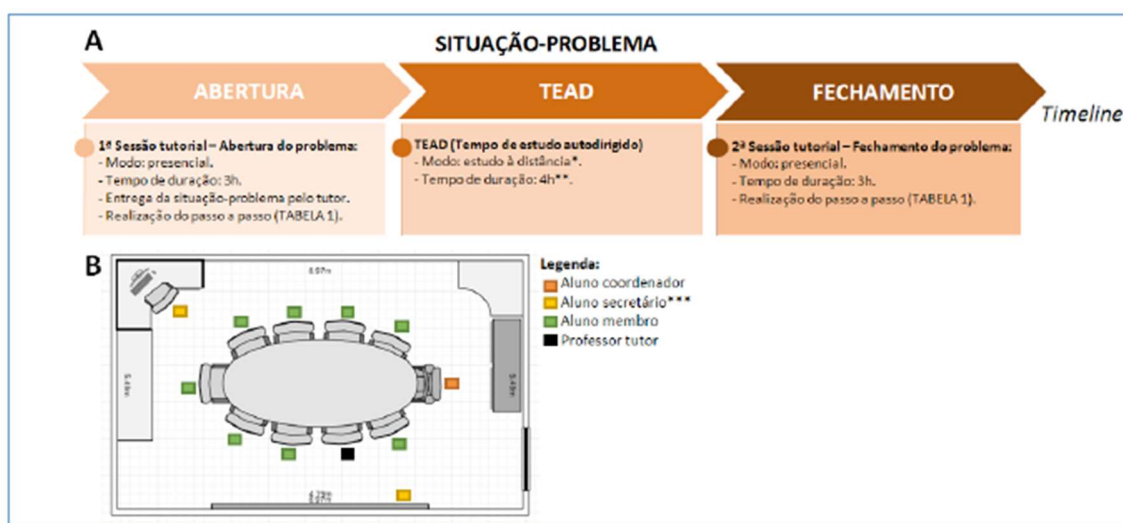 A
SITUAÇÃO-PROBLEMA
ABERTURA
TEAD
FECHAMENTO
Timeline
1ª Sessão tutorial – Abertura do problema:
- Modo: presencial.
- Tempo de duração: 3h.
- Entrega da situação-problema pelo tutor.
- Realização do passo a passo (TABELA 1).
TEAD (Tempo de estudo autodirigido)
- Modo: estudo à distância*.
- Tempo de duração: 4h**.
2ª Sessão tutorial – Fechamento do problema:
- Modo: presencial.
- Tempo de duração: 3h.
- Realização do passo a passo (TABELA 1).
B
Legenda:
Aluno coordenador
Aluno secretário***
Aluno membro
Professor tutor